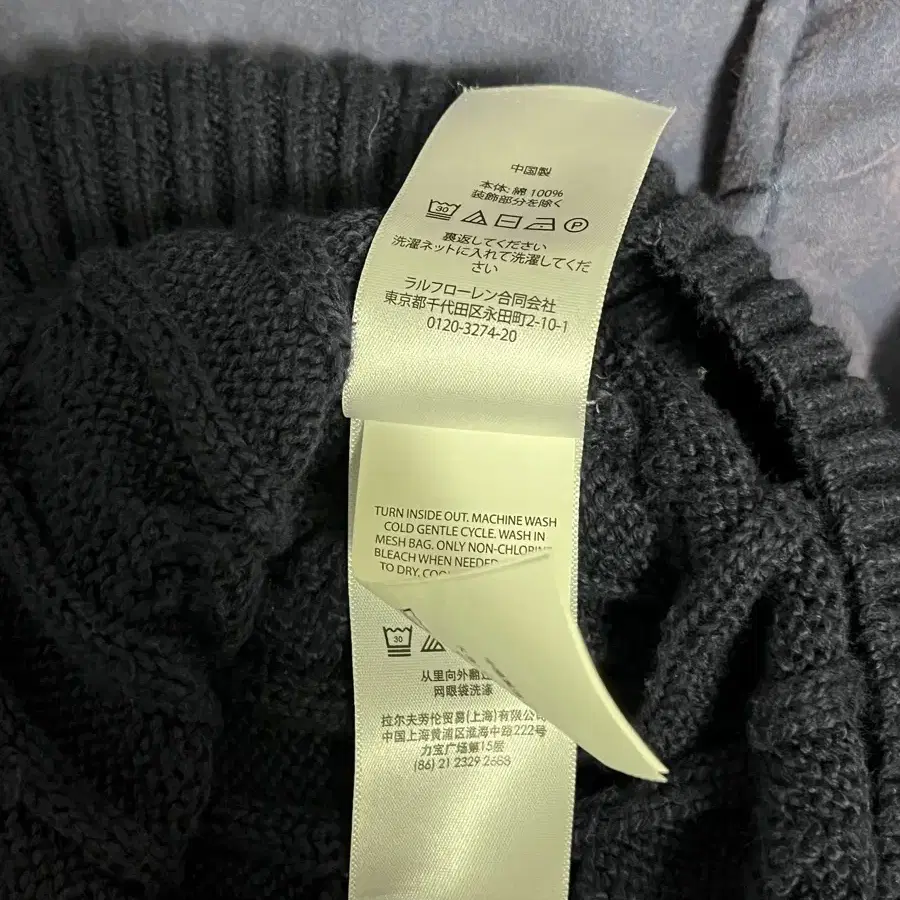 中国製
本体: 綿 100%
装飾部分を除く
30
P
裏返してください
洗濯ネットに入れて洗濯してくだ
さい
ラルフローレン合同会社
東京都千代田区永田町2-10-1
0120-3274-20
TURN INSIDE OUT. MACHINE WASH
COLD GENTLE CYCLE. WASH IN
MESH BAG. ONLY NON-CHLORINE
BLEACH WHEN NEEDED
TO DRY.
30
从里向外翻
网眼袋洗涤
拉尔夫劳伦贸易(上海)有限公司
中国上海黄浦区淮海中路222号
力宝广场第15层
(86) 21 2329 2688